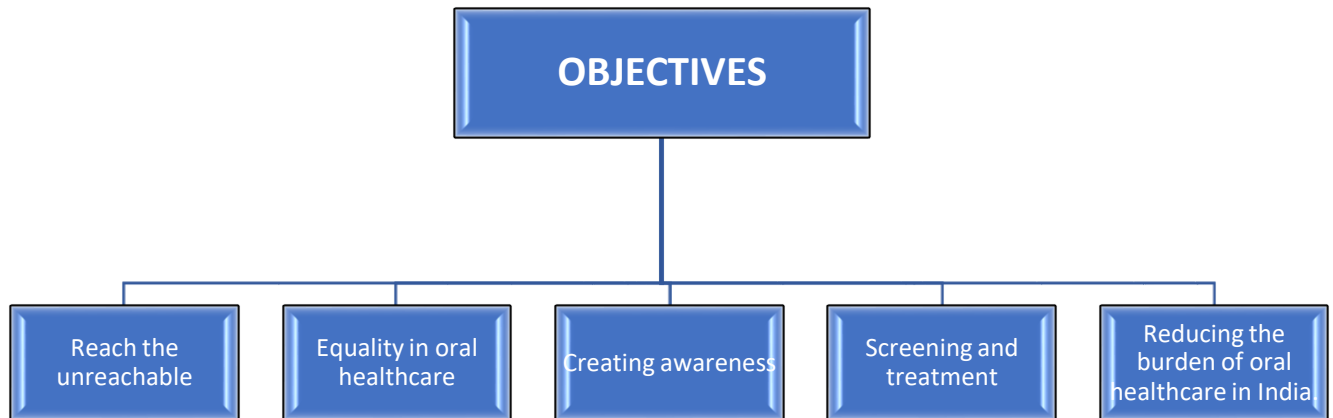 OBJECTIVES
Reach the
unreachable
Equality in oral
healthcare
Creating awareness
Screening and
treatment
Reducing the
burden of oral
healthcare in India.